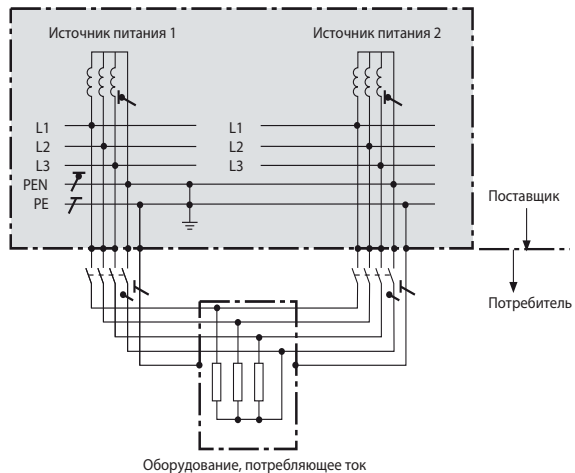 Источник питания 1
Источник питания 2
L1
L1
L2
L2
L3
L3
PEN
PE
Поставщик
Потребитель
Оборудование, потребляющее ток